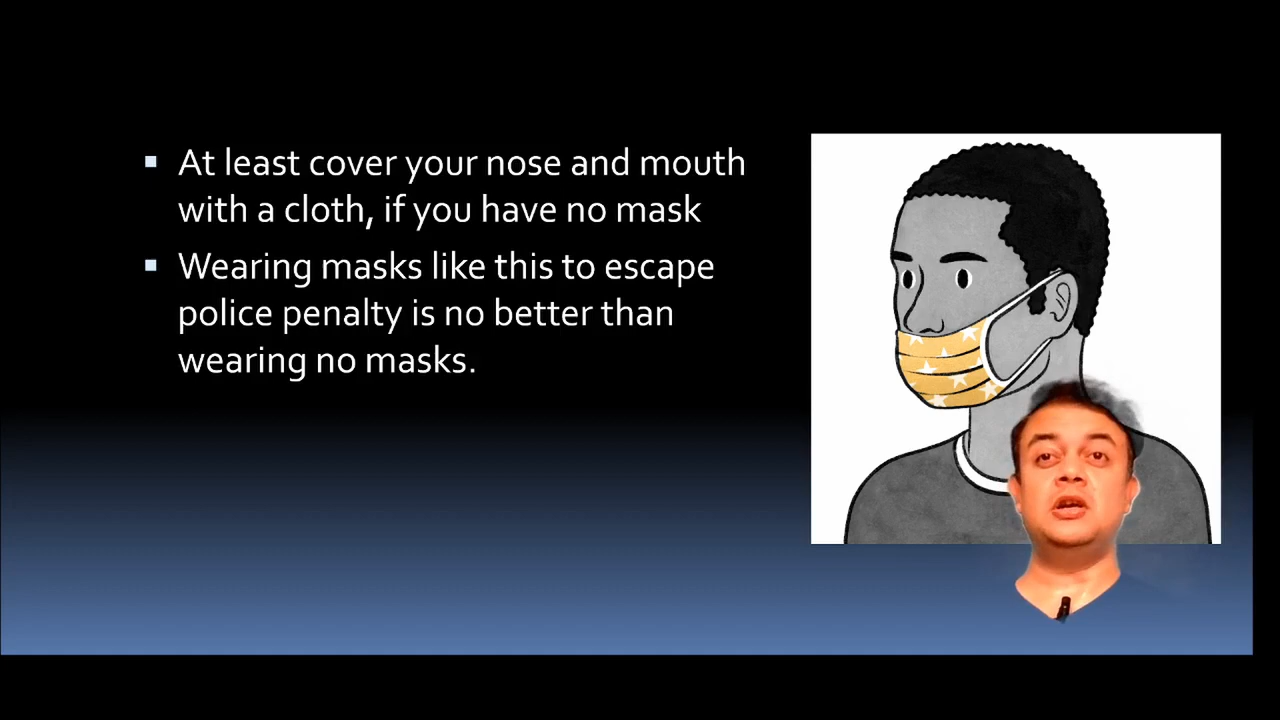 At least cover your nose and mouth
with a cloth, if you have no mask
Wearing masks like this to escape
police penalty is no better than
wearing no masks.